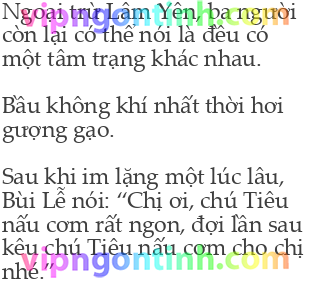 Ngoại trừ Lâm Yên, ba người
còn lại có thể nói là đều có
một tâm trạng khác nhau.
Bầu không khí nhất thời hơi
gượng gạo.
Sau khi im lặng một lúc lâu,
Bùi Lễ nói: “Chị ơi, chú Tiêu
nấu cơm rất ngon, đợi lần sau
kêu chú Tiêu nấu cơm cho chị
nhé.”
vipngontinh.com
vipngontinh.com